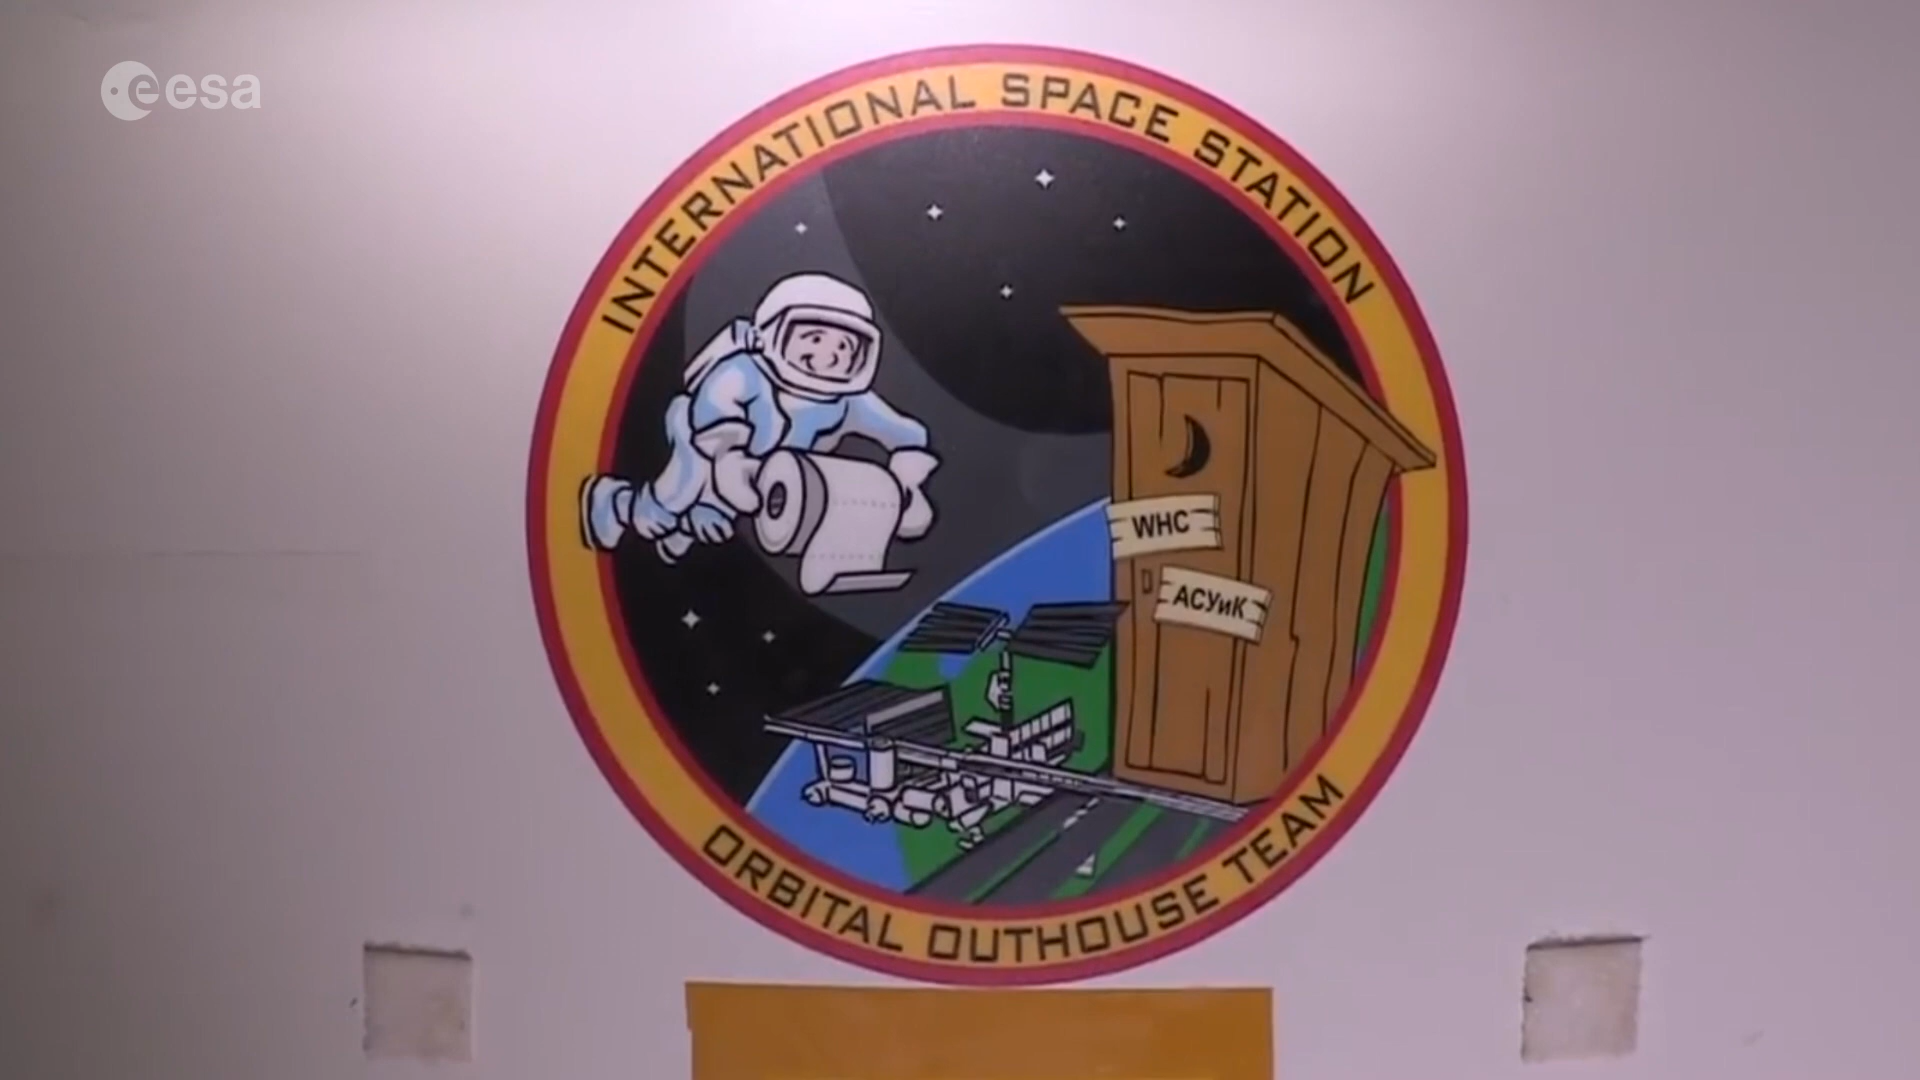 esa
INTERNATIONAL SPACE STATION
WHC
АСУиК
ORBITAL OUTHOUSE TEAM